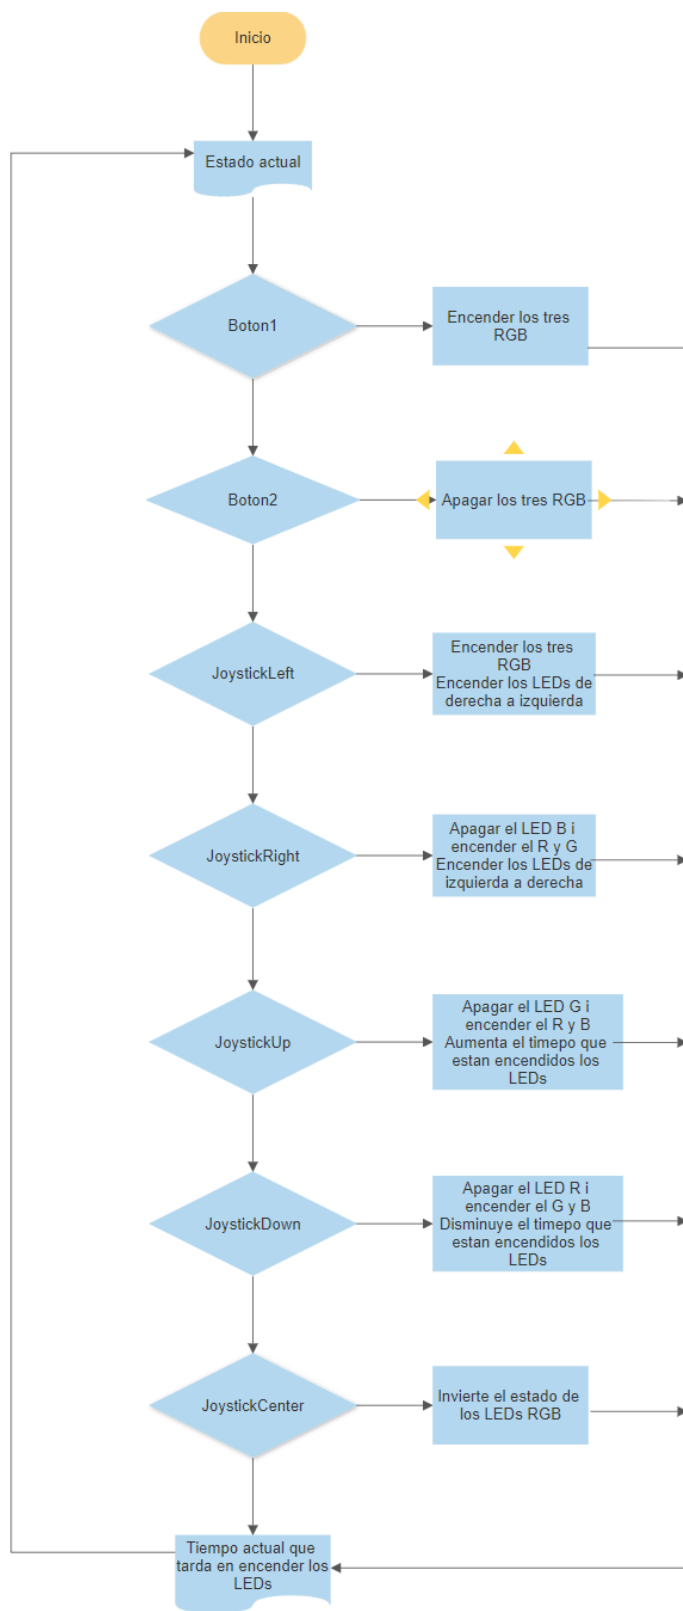 Inicio
Estado actual
Boton1
Encender los tres
RGB
Boton2
Apagar los tres RGB
JoystickLeft
Encender los tres
RGB
Encender los LEDs de
derecha a izquierda
JoystickRight
Apagar el LED B i
encender el R y G
Encender los LEDs de
izquierda a derecha
JoystickUp
Apagar el LED G i
encender el R y B
Aumenta el timepo que
estan encendidos los
LEDs
JoystickDown
Apagar el LED R i
encender el G y B
Disminuye el timepo que
estan encendidos los
LEDs
JoystickCenter
Invierte el estado de
los LEDs RGB
Tiempo actual que
tarda en encender los
LEDs